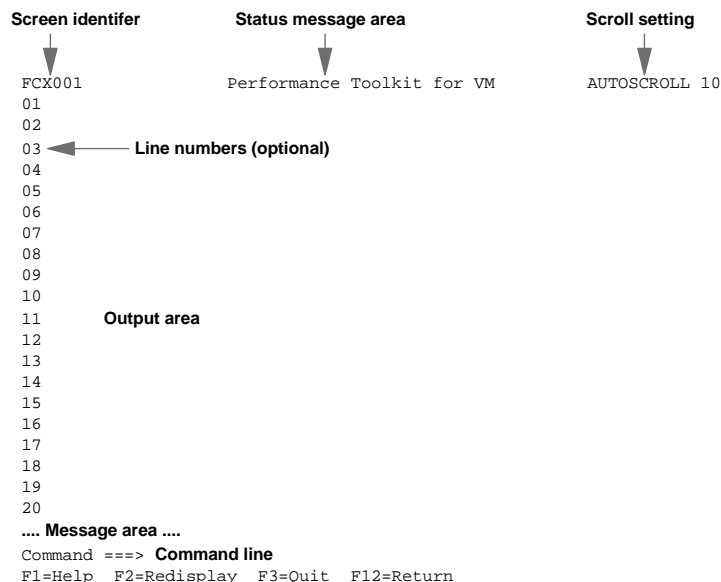 Screen identifer Status message area Scroll setting
FCX001 Performance Toolkit for VM AUTOSCROLL 10
01
02
03 Line numbers (optional)
04
05
06
07
08
09
10
11 Output area
12
13
14
15
16
17
18
19
20
.... Message area ....
Command ===> Command line
F1=Help F2=Redisplay F3=Quit F12=Return